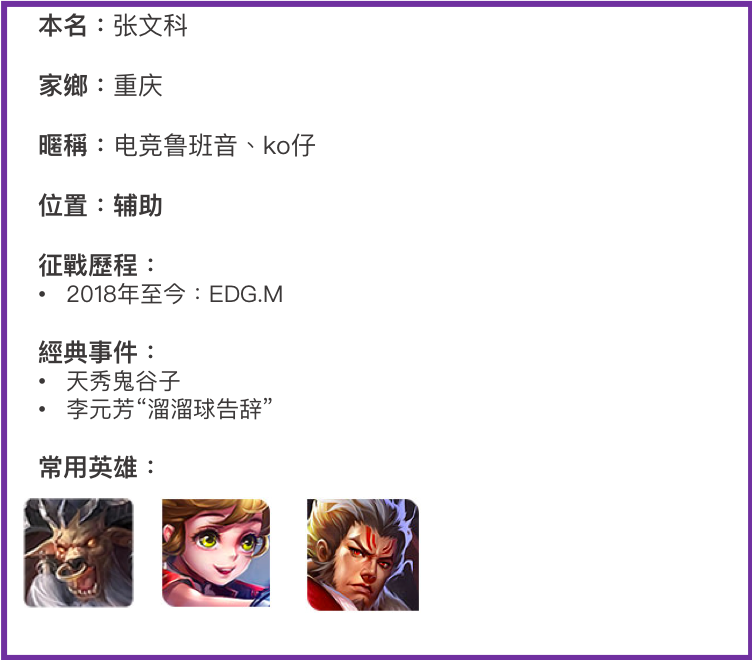 本名：张文科
家鄉：重庆
暱稱：电竞鲁班音、ko仔
位置：辅助
征戰歷程：
• 2018年至今：EDG.M
經典事件：
• 天秀鬼谷子
• 李元芳“溜溜球告辞”
常用英雄：